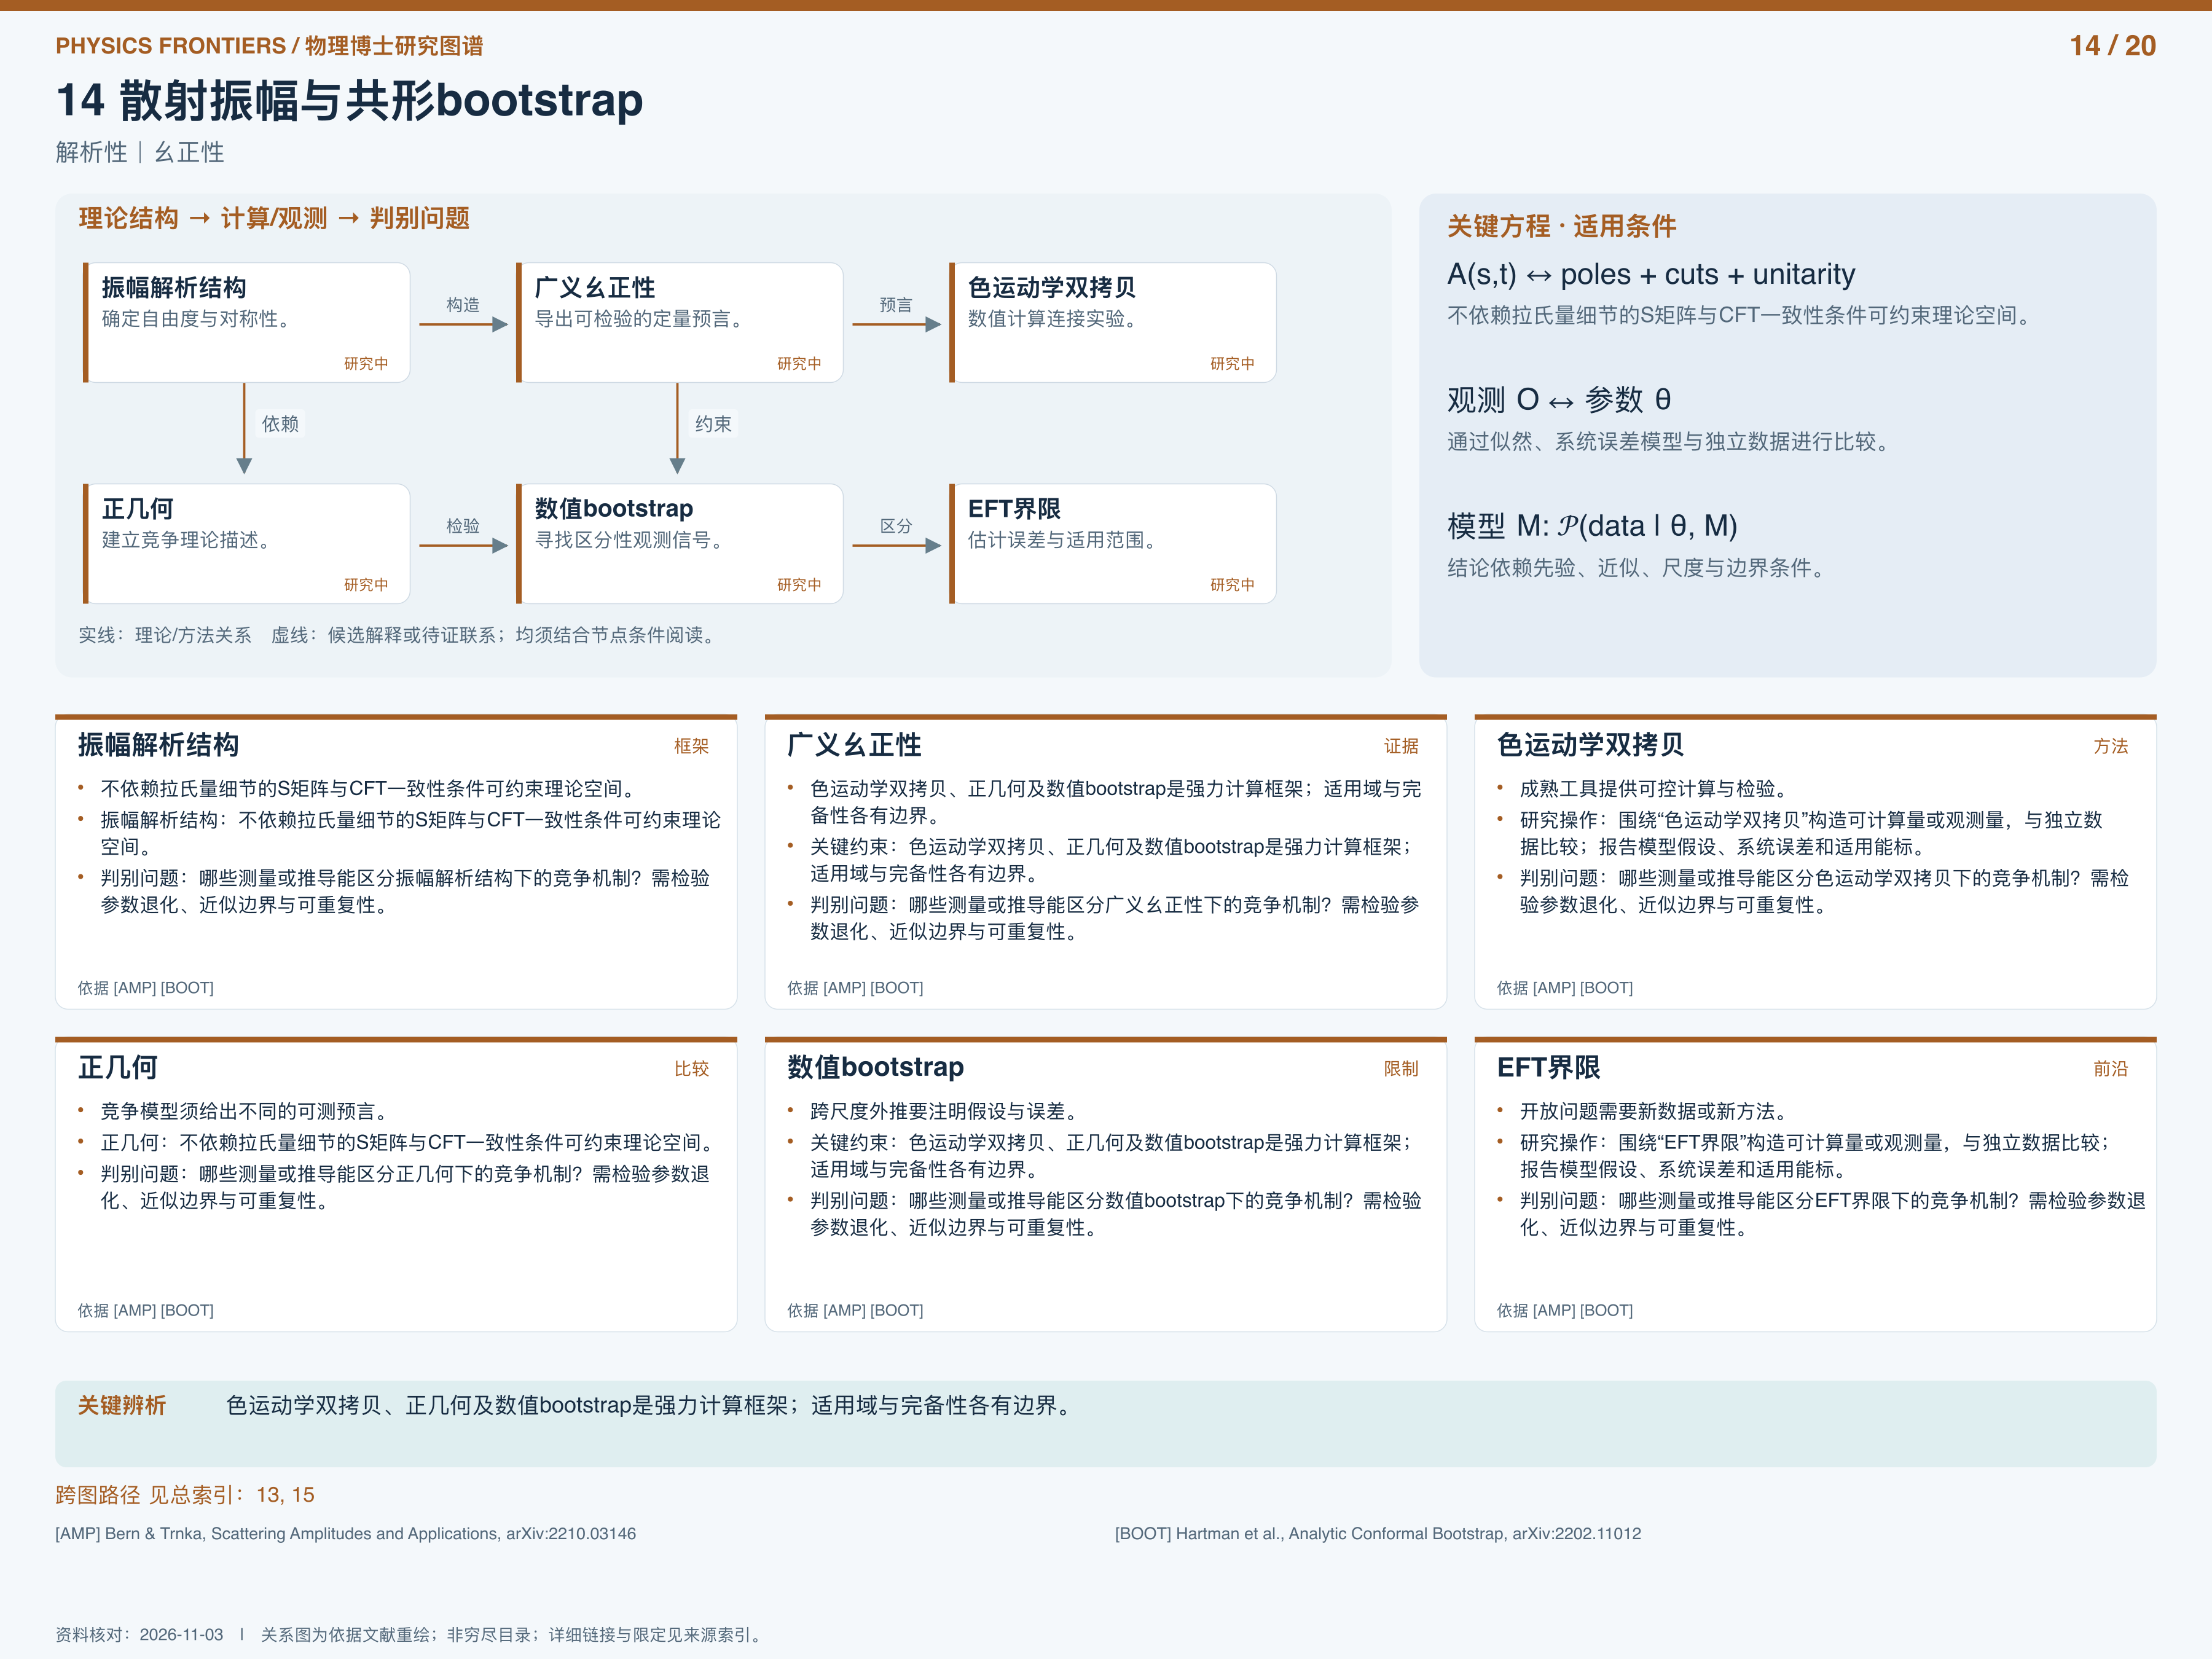 PHYSICS FRONTIERS / 物理博士研究图谱
14 / 20
14 散射振幅与共形bootstrap
解析性｜幺正性
理论结构 → 计算/观测 → 判别问题
振幅解析结构
确定自由度与对称性。
研究中
构造
广义幺正性
导出可检验的定量预言。
研究中
预言
色运动学双拷贝
数值计算连接实验。
研究中
依赖
约束
正几何
建立竞争理论描述。
研究中
检验
数值bootstrap
寻找区分性观测信号。
研究中
区分
EFT界限
估计误差与适用范围。
研究中
实线：理论/方法关系　虚线：候选解释或待证联系；均须结合节点条件阅读。
关键方程 · 适用条件
A(s,t) ↔ poles + cuts + unitarity
不依赖拉氏量细节的S矩阵与CFT一致性条件可约束理论空间。
观测 O ↔ 参数 θ
通过似然、系统误差模型与独立数据进行比较。
模型 M: 𝒫(data | θ, M)
结论依赖先验、近似、尺度与边界条件。
振幅解析结构
框架
• 不依赖拉氏量细节的S矩阵与CFT一致性条件可约束理论空间。
• 振幅解析结构：不依赖拉氏量细节的S矩阵与CFT一致性条件可约束理论
空间。
• 判别问题：哪些测量或推导能区分振幅解析结构下的竞争机制？需检验
参数退化、近似边界与可重复性。
依据 [AMP] [BOOT]
广义幺正性
证据
• 色运动学双拷贝、正几何及数值bootstrap是强力计算框架；适用域与完
备性各有边界。
• 关键约束：色运动学双拷贝、正几何及数值bootstrap是强力计算框架；
适用域与完备性各有边界。
• 判别问题：哪些测量或推导能区分广义幺正性下的竞争机制？需检验参
数退化、近似边界与可重复性。
依据 [AMP] [BOOT]
色运动学双拷贝
方法
• 成熟工具提供可控计算与检验。
• 研究操作：围绕“色运动学双拷贝”构造可计算量或观测量，与独立数
据比较；报告模型假设、系统误差和适用能标。
• 判别问题：哪些测量或推导能区分色运动学双拷贝下的竞争机制？需检
验参数退化、近似边界与可重复性。
依据 [AMP] [BOOT]
正几何
比较
• 竞争模型须给出不同的可测预言。
• 正几何：不依赖拉氏量细节的S矩阵与CFT一致性条件可约束理论空间。
• 判别问题：哪些测量或推导能区分正几何下的竞争机制？需检验参数退
化、近似边界与可重复性。
依据 [AMP] [BOOT]
数值bootstrap
限制
• 跨尺度外推要注明假设与误差。
• 关键约束：色运动学双拷贝、正几何及数值bootstrap是强力计算框架；
适用域与完备性各有边界。
• 判别问题：哪些测量或推导能区分数值bootstrap下的竞争机制？需检验
参数退化、近似边界与可重复性。
依据 [AMP] [BOOT]
EFT界限
前沿
• 开放问题需要新数据或新方法。
• 研究操作：围绕“EFT界限”构造可计算量或观测量，与独立数据比较；
报告模型假设、系统误差和适用能标。
• 判别问题：哪些测量或推导能区分EFT界限下的竞争机制？需检验参数退
化、近似边界与可重复性。
依据 [AMP] [BOOT]
关键辨析 色运动学双拷贝、正几何及数值bootstrap是强力计算框架；适用域与完备性各有边界。
跨图路径 见总索引：13, 15
[AMP] Bern & Trnka, Scattering Amplitudes and Applications, arXiv:2210.03146
[BOOT] Hartman et al., Analytic Conformal Bootstrap, arXiv:2202.11012
资料核对：2026-11-03 | 关系图为依据文献重绘；非穷尽目录；详细链接与限定见来源索引。